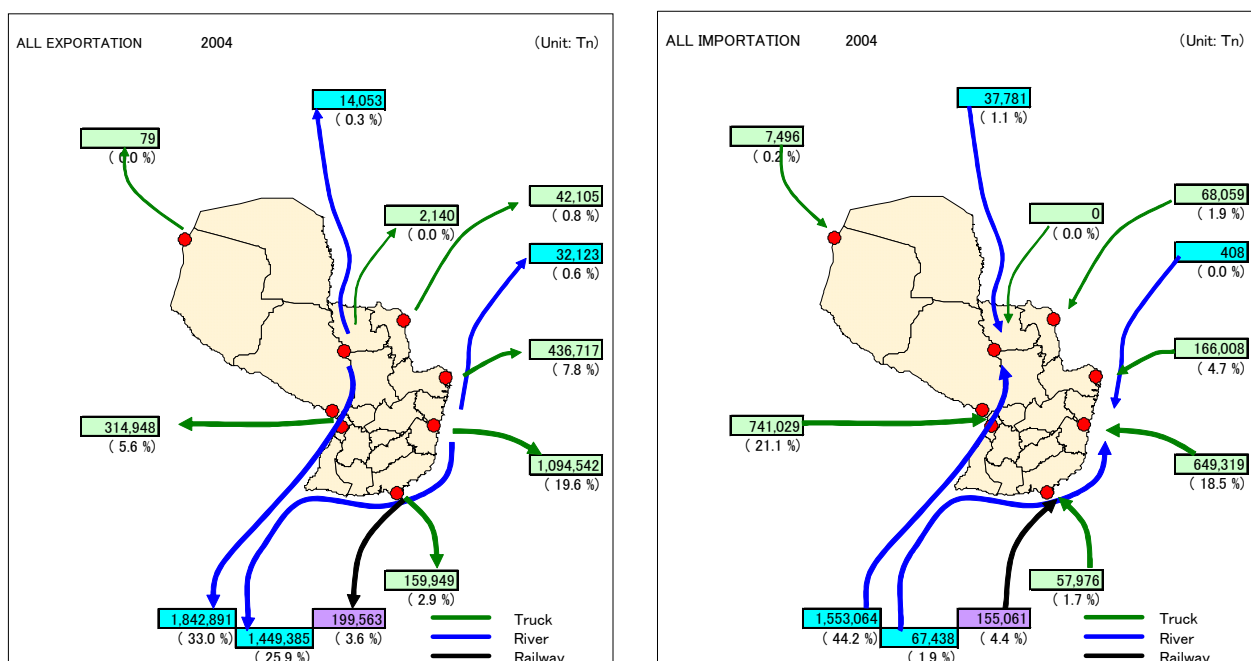 ALL EXPORTATION 2004 (Unit: Tn)
14,053
( 0.3 %)
79
( 0.0 %)
42,105
( 0.8 %)
2,140
( 0.0 %)
32,123
( 0.6 %)
436,717
( 7.8 %)
314,948
( 5.6 %)
1,094,542
( 19.6 %)
159,949
( 2.9 %)
1,842,891
( 33.0 %)
1,449,385
( 25.9 %)
199,563
( 3.6 %)
Truck
River
Railway
ALL IMPORTATION 2004 (Unit: Tn)
37,781
( 1.1 %)
7,496
( 0.2 %)
68,059
( 1.9 %)
0
( 0.0 %)
408
( 0.0 %)
166,008
( 4.7 %)
741,029
( 21.1 %)
649,319
( 18.5 %)
57,976
( 1.7 %)
1,553,064
( 44.2 %)
67,438
( 1.9 %)
155,061
( 4.4 %)
Truck
River
Railway